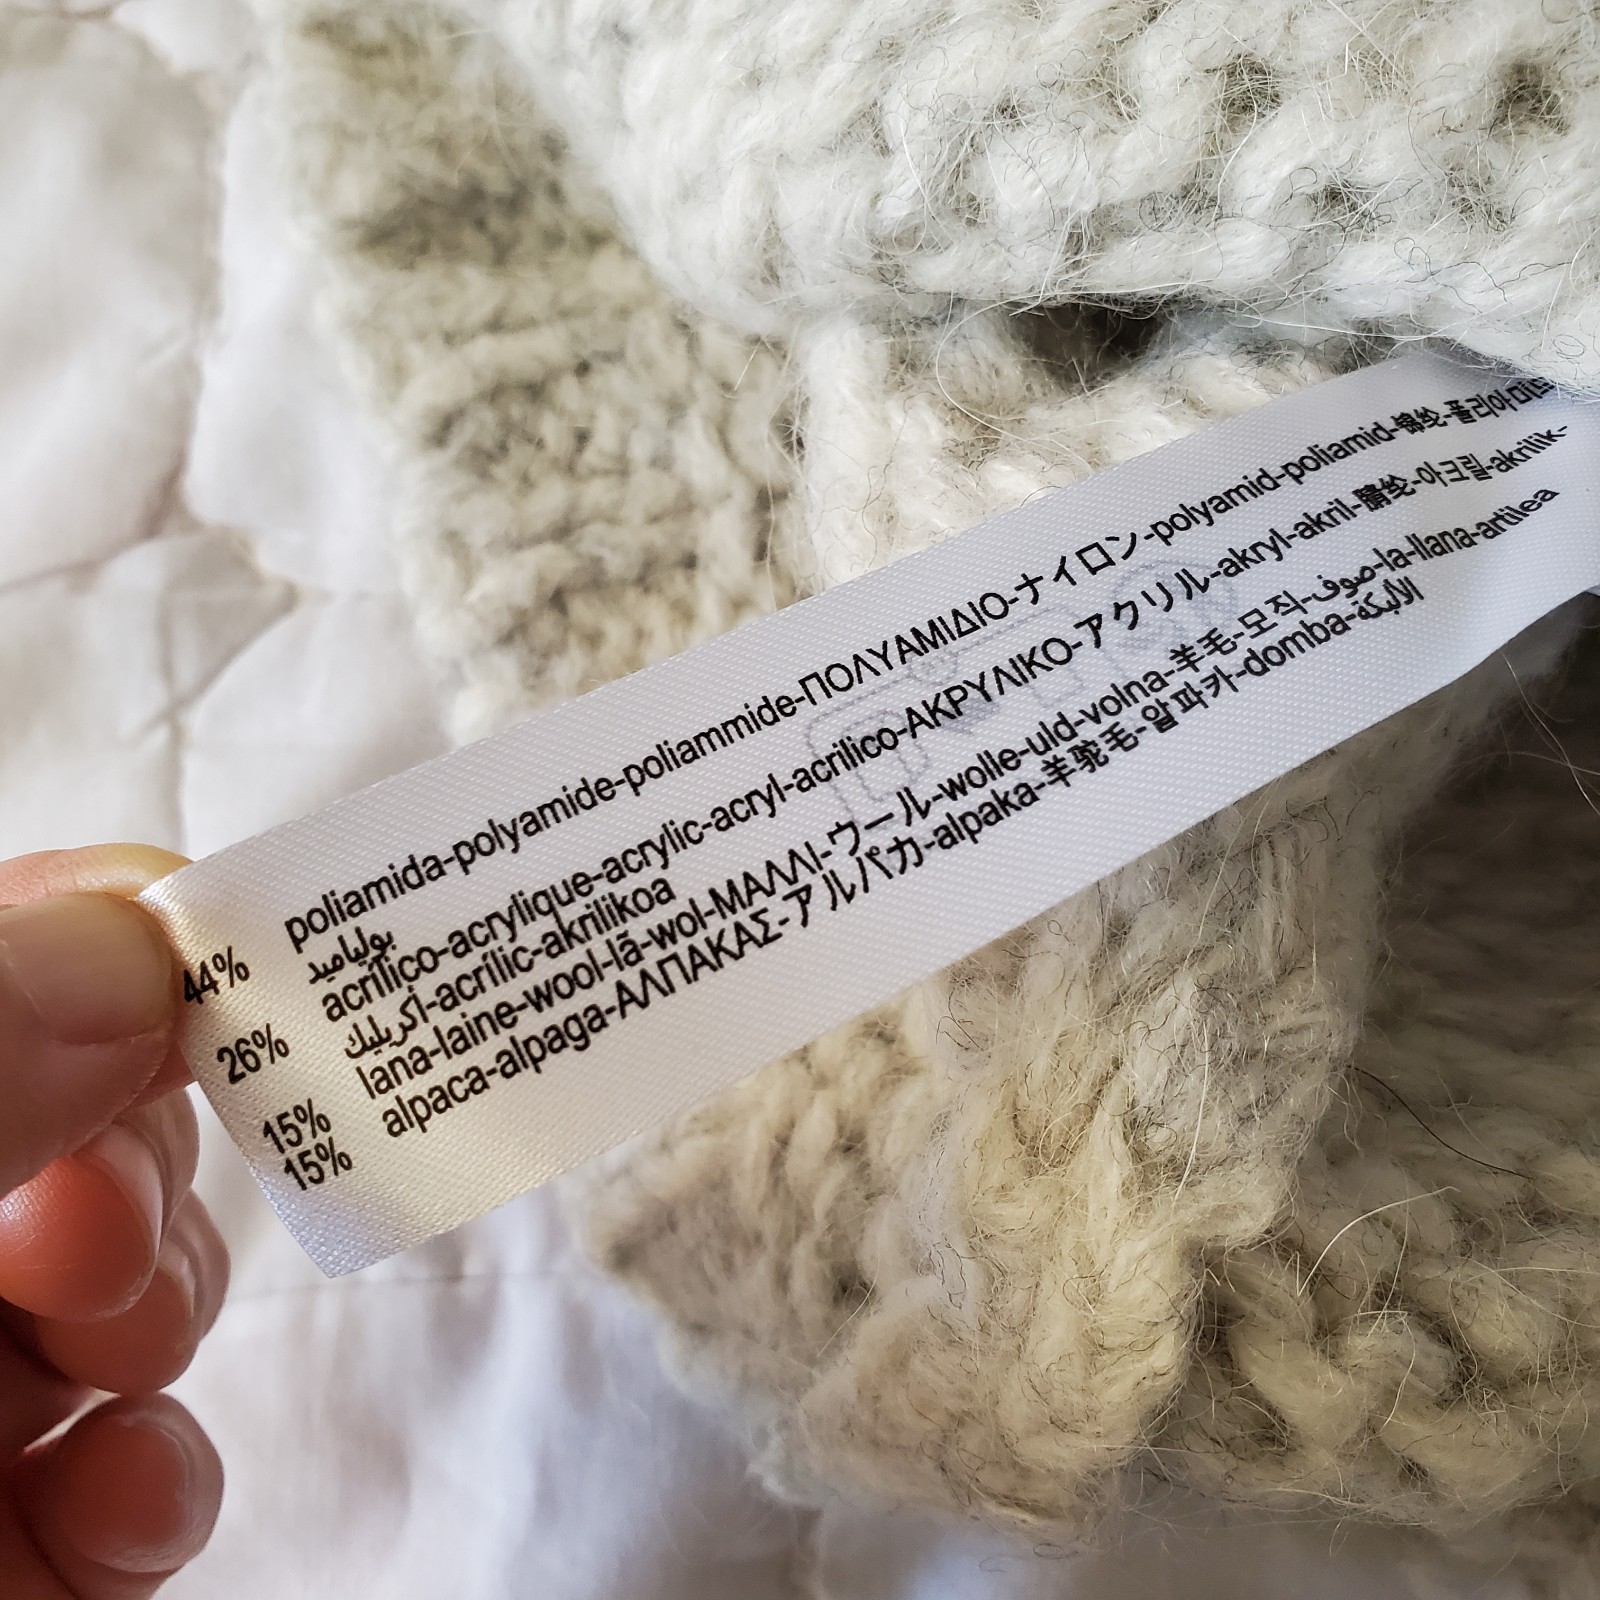 44% poliamida-polyamide-poliammide-ΠΟΛΥΑΜΙΔΙΟ-ナイロン-polyamid-poliamid-锦纶-폴리아미드
بوليأميد
26% acrílico-acrylique-acrylic-acryl-acrilico-ΑΚΡΥΛΙΚΟ-アクリル-akryl-akril-腈纶-아크릴-akrilik-
أكريليك-acrílic-akrilikoa
15% lana-laine-wool-lã-wol-ΜΑΛΛΙ-ウール-wolle-uld-volna-羊毛-모직-صوف-la-llana-artilea
15% alpaca-alpaga-ΑΛΠΑΚΑΣ-アルパカ-alpaka-羊驼毛-알파카-domba-الألبكة